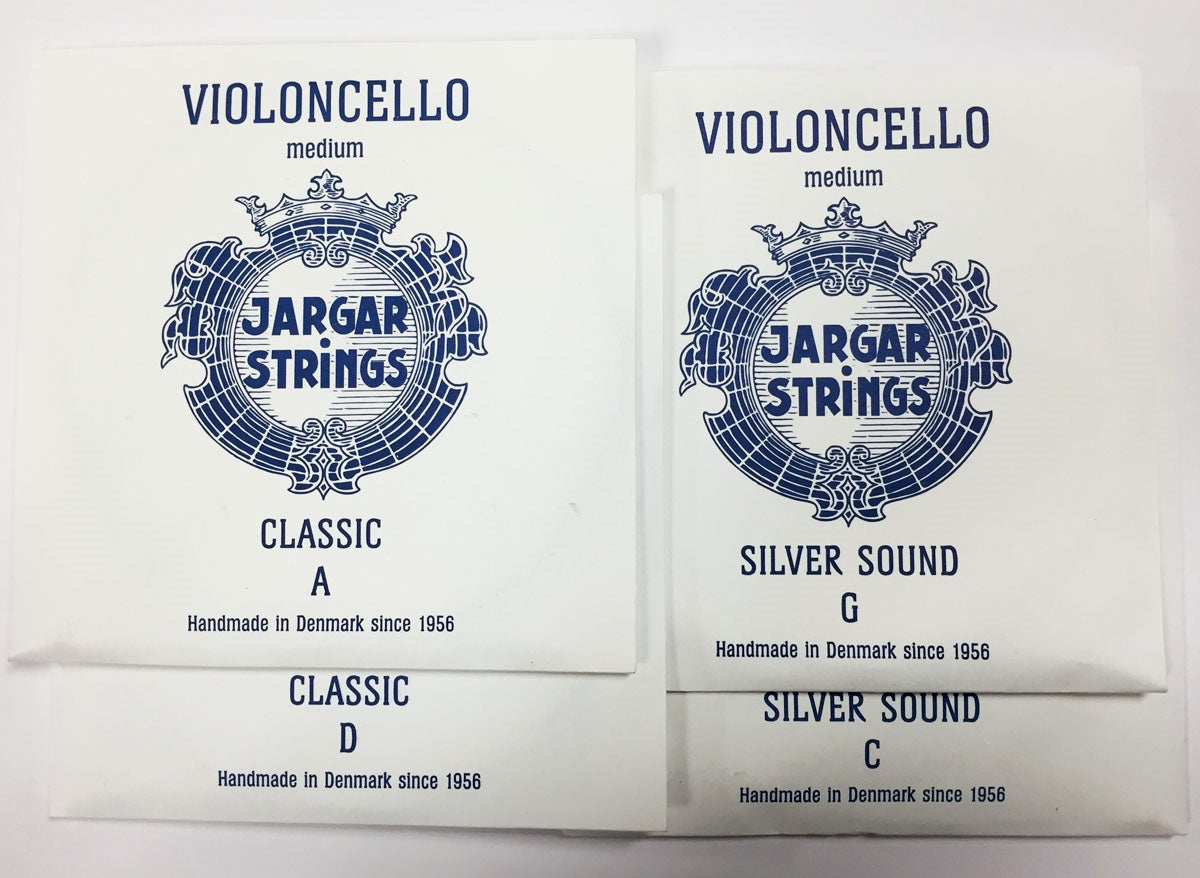 VIOLONCELLO
medium
JARGAR
STRiNGS
CLASSIC
A
Handmade in Denmark since 1956
CLASSIC
D
Handmade in Denmark since 1956
VIOLONCELLO
medium
JARGAR
STRiNGS
SILVER SOUND
G
Handmade in Denmark since 1956
SILVER SOUND
C
Handmade in Denmark since 1956